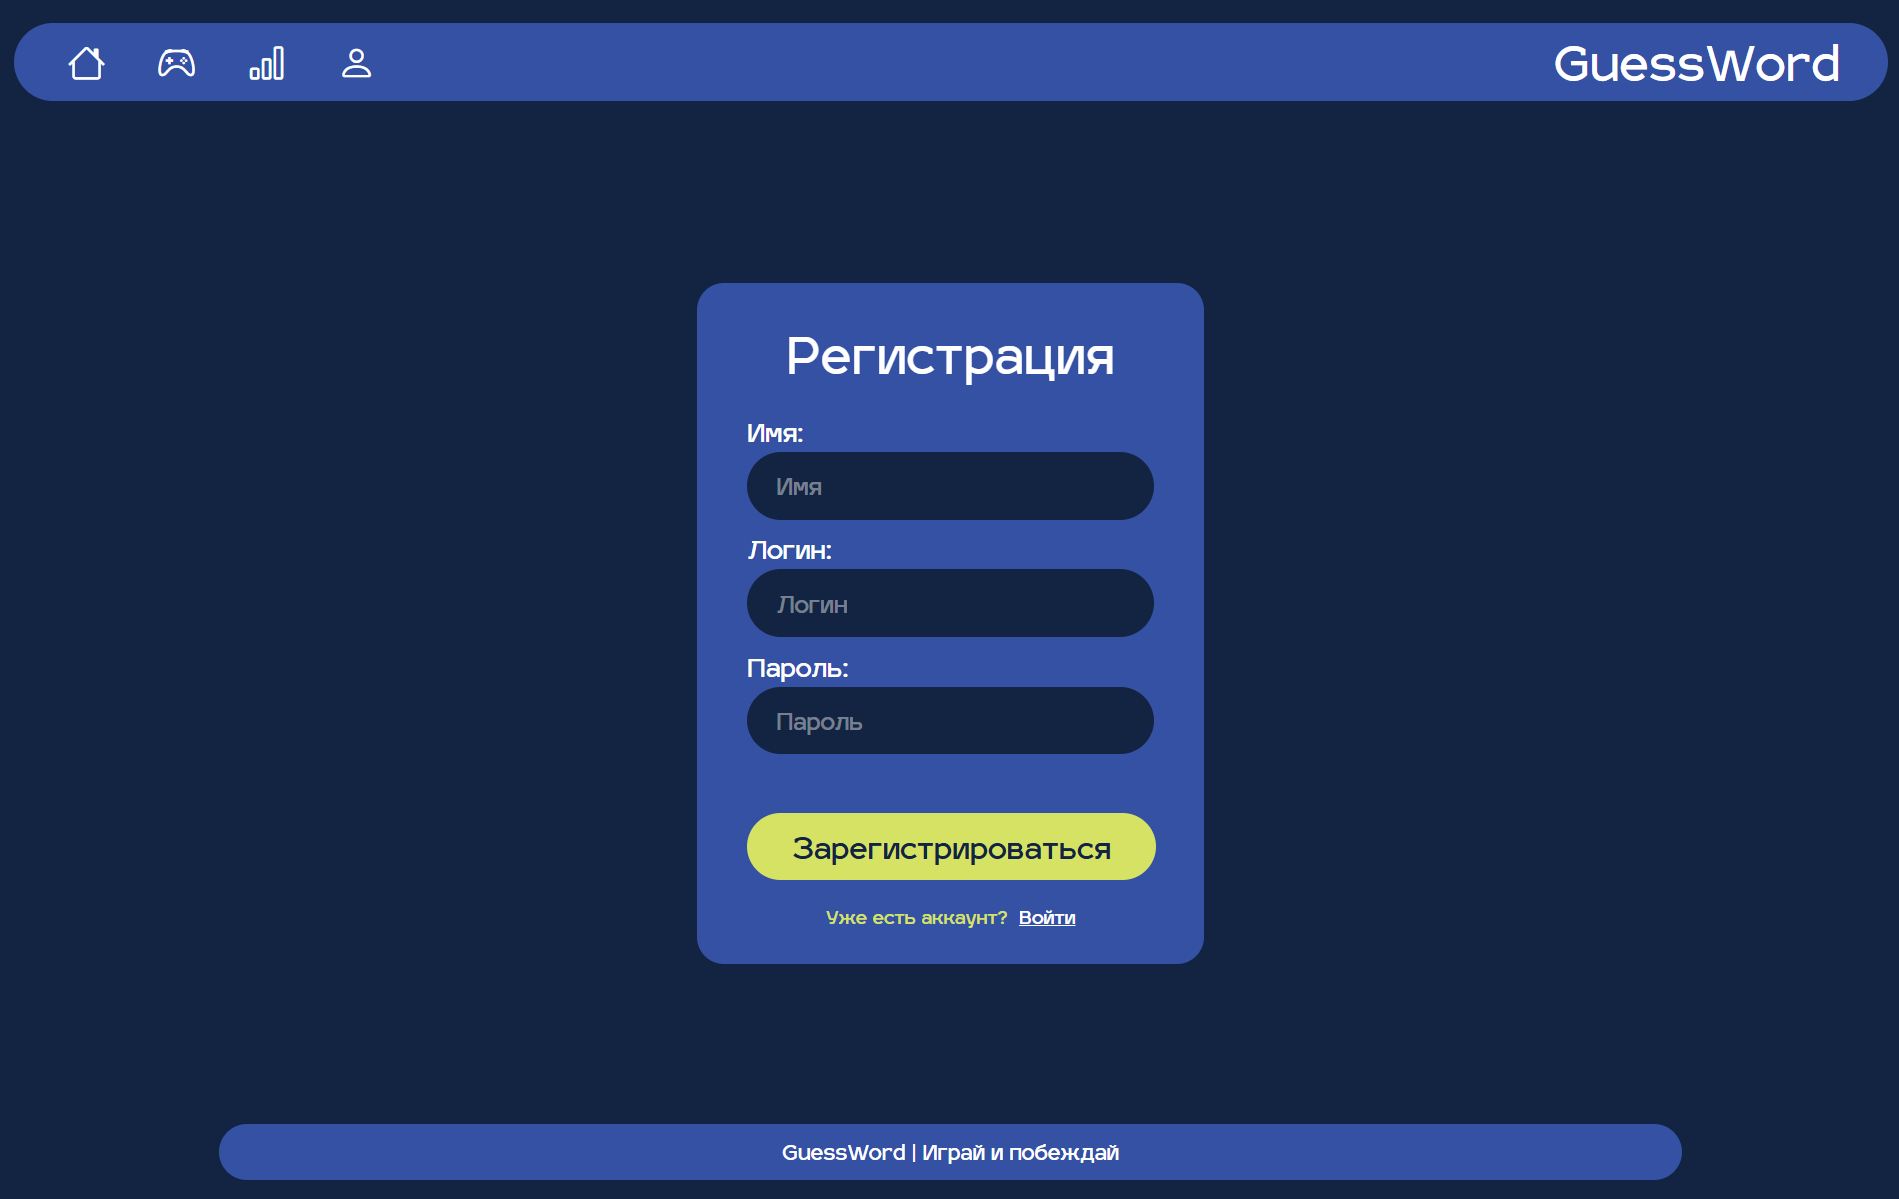 GuessWord
Регистрация
Имя:
Имя
Логин:
Логин
Пароль:
Пароль
Зарегистрироваться
Уже есть аккаунт? Войти
GuessWord | Играй и побеждай